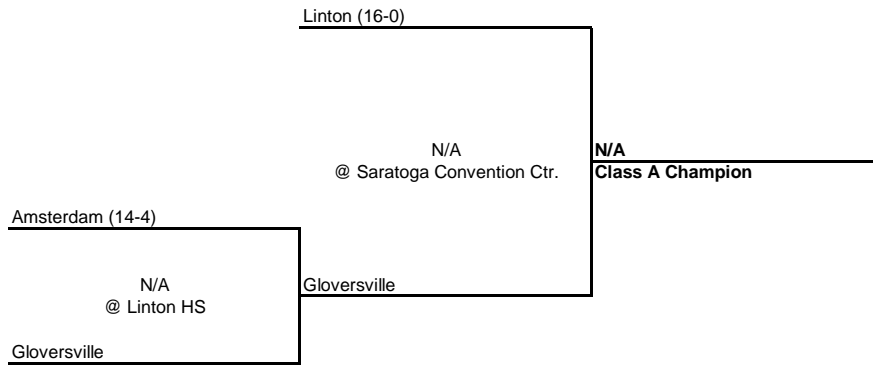 Linton (16-0)
N/A
@ Saratoga Convention Ctr.
N/A
Class A Champion
Amsterdam (14-4)
N/A
@ Linton HS
Gloversville
Gloversville